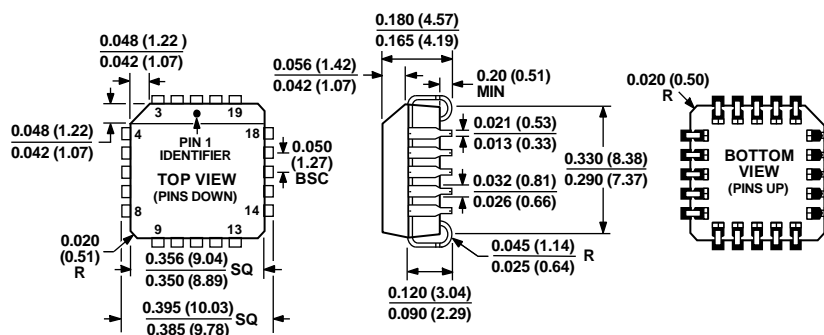 0.048 (1.22 )
0.042 (1.07)
0.048 (1.22)
0.042 (1.07)
3
19
4
18
PIN 1
IDENTIFIER
TOP VIEW
(PINS DOWN)
8
14
9
13
0.050
(1.27)
BSC
0.020
(0.51)
R
0.356 (9.04)
0.350 (8.89)
SQ
0.395 (10.03)
0.385 (9.78)
SQ
0.180 (4.57)
0.165 (4.19)
0.056 (1.42)
0.042 (1.07)
0.20 (0.51)
MIN
0.021 (0.53)
0.013 (0.33)
0.032 (0.81)
0.026 (0.66)
0.330 (8.38)
0.290 (7.37)
0.045 (1.14)
0.025 (0.64)
R
0.120 (3.04)
0.090 (2.29)
0.020 (0.50)
R
BOTTOM
VIEW
(PINS UP)